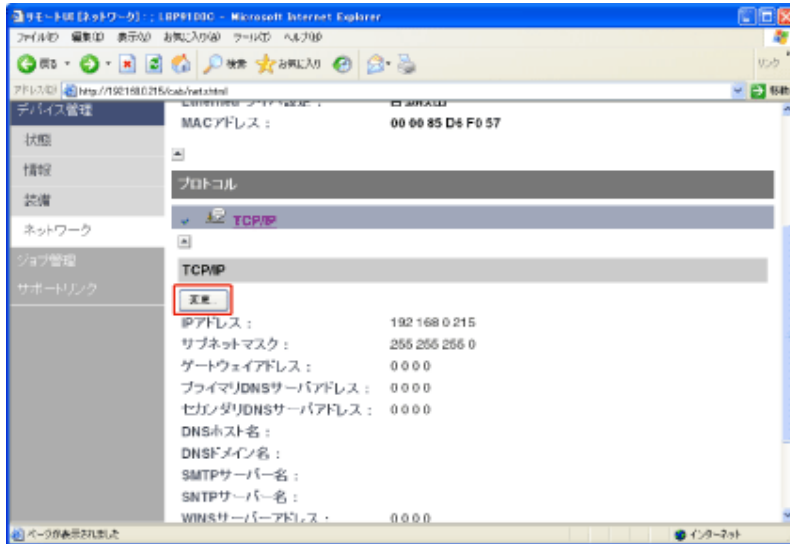 リモートUI [ネットワーク] : ; LBP9100C - Microsoft Internet Explorer
ファイル(F) 編集(E) 表示(V) お気に入り(A) ツール(T) ヘルプ(H)
戻る 検索 お気に入り リンク
アドレス(D) http://192.168.0.215/cab/net.shtml 移動
デバイス管理
MACアドレス : 00 00 85 D6 F0 57
状態
情報
プロトコル
装備
TCP/IP
ネットワーク
ジョブ管理
TCP/IP
サポートリンク
変更..
IPアドレス : 192 168 0 215
サブネットマスク : 255 255 255 0
ゲートウェイアドレス : 0 0 0 0
プライマリDNSサーバアドレス : 0 0 0 0
セカンダリDNSサーバアドレス : 0 0 0 0
DNSホスト名 :
DNSドメイン名 :
SMTPサーバー名 :
SNTPサーバー名 :
WINSサーバーアドレス : 0 0 0 0
ページが表示されました インターネット